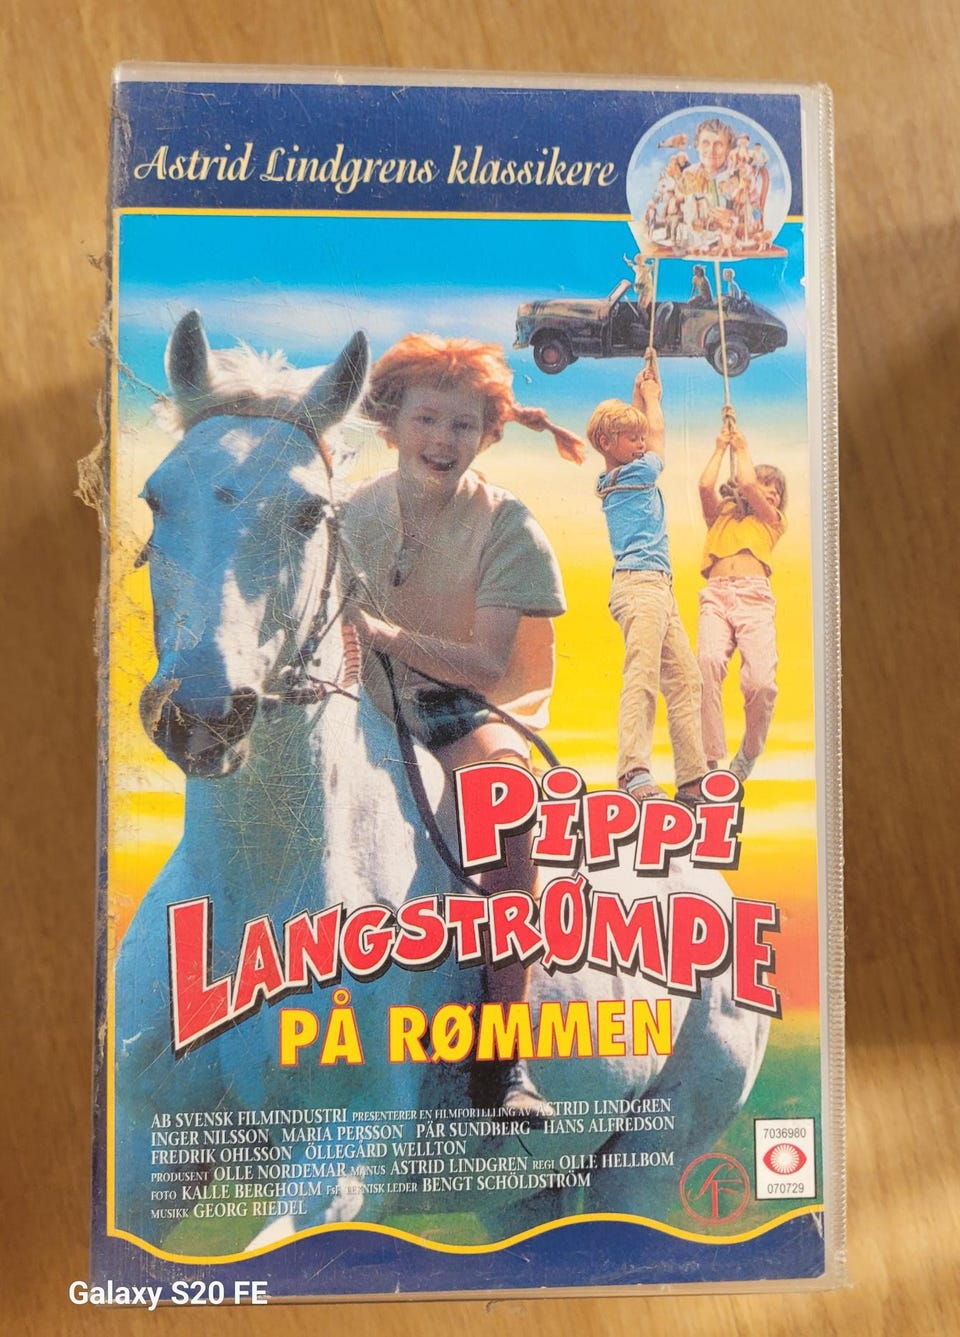 Astrid Lindgrens klassikere
PiPPi
LANGSTRØMPE
PÅ RØMMEN
AB SVENSK FILMINDUSTRI PRESENTERER EN FILMFORTELLING AV ASTRID LINDGREN
INGER NILSSON MARIA PERSSON PÄR SUNDBERG HANS ALFREDSON
FREDRIK OHLSSON ÖLLEGÅRD WELLTON
PRODUSENT OLLE NORDEMAR MANUS ASTRID LINDGREN REGI OLLE HELLBOM
FOTO KALLE BERGHOLM FSF TEKNISK LEDER BENGT SCHÖLDSTRÖM
MUSIKK GEORG RIEDEL
SF
7036980
070729
Galaxy S20 FE